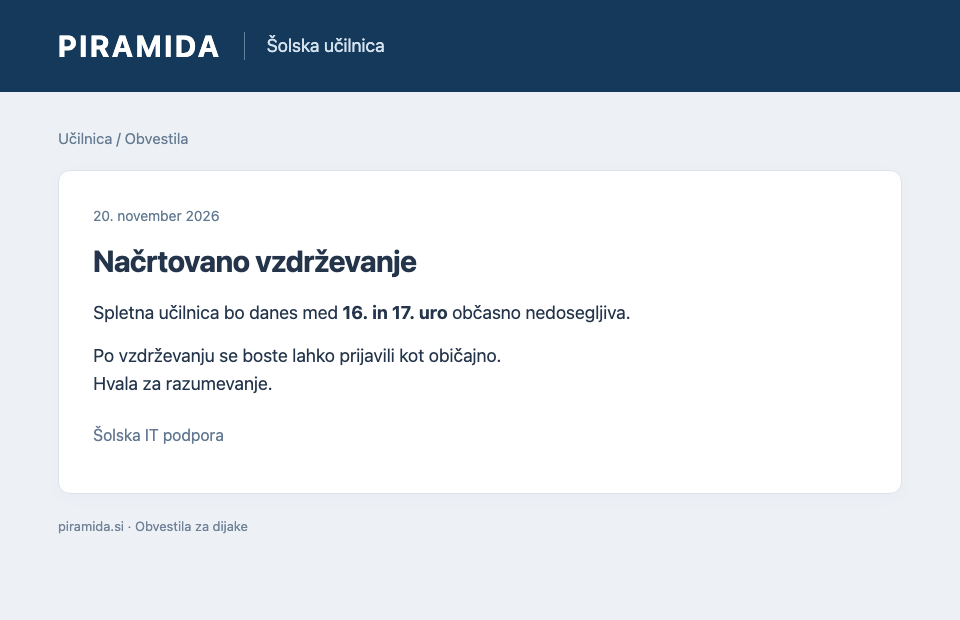 PIRAMIDA
Šolska učilnica
Učilnica / Obvestila
20. november 2026
Načrtovano vzdrževanje
Spletna učilnica bo danes med 16. in 17. uro občasno nedosegljiva.
Po vzdrževanju se boste lahko prijavili kot običajno.
Hvala za razumevanje.
Šolska IT podpora
piramida.si · Obvestila za dijake